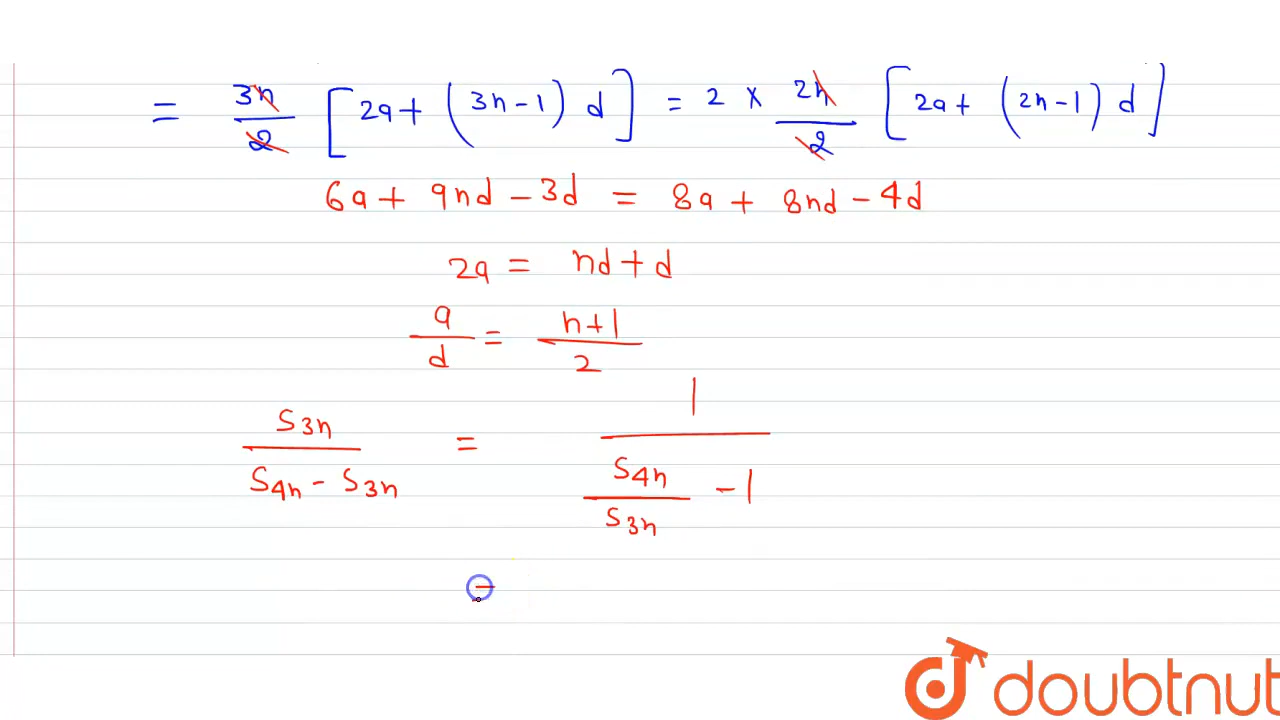 = 3n/2 [2a + (3n-1) d] = 2 × 2n/2 [2a + (2n-1) d]
6a + 9nd - 3d = 8a + 8nd - 4d
2a = nd + d
a/d = n+1/2
S3n/S4n - S3n = 1/S4n/S3n - 1
=
doubtnut